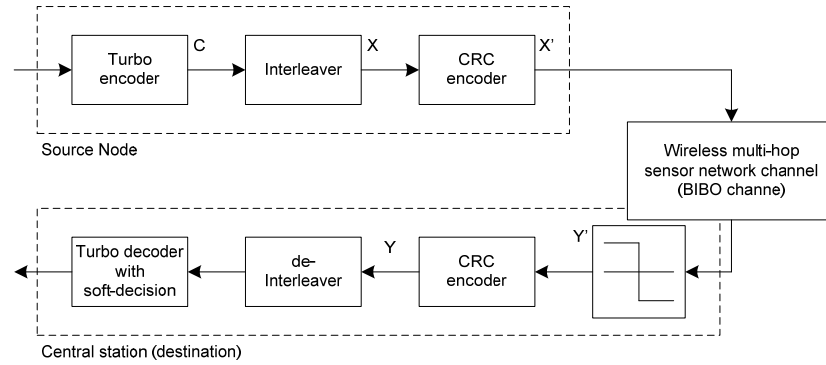 Turbo encoder
C
Interleaver
X
CRC encoder
X'
Source Node
Wireless multi-hop sensor network channel (BIBO channe)
Turbo decoder with soft-decision
de-Interleaver
Y
CRC encoder
Y'
Central station (destination)